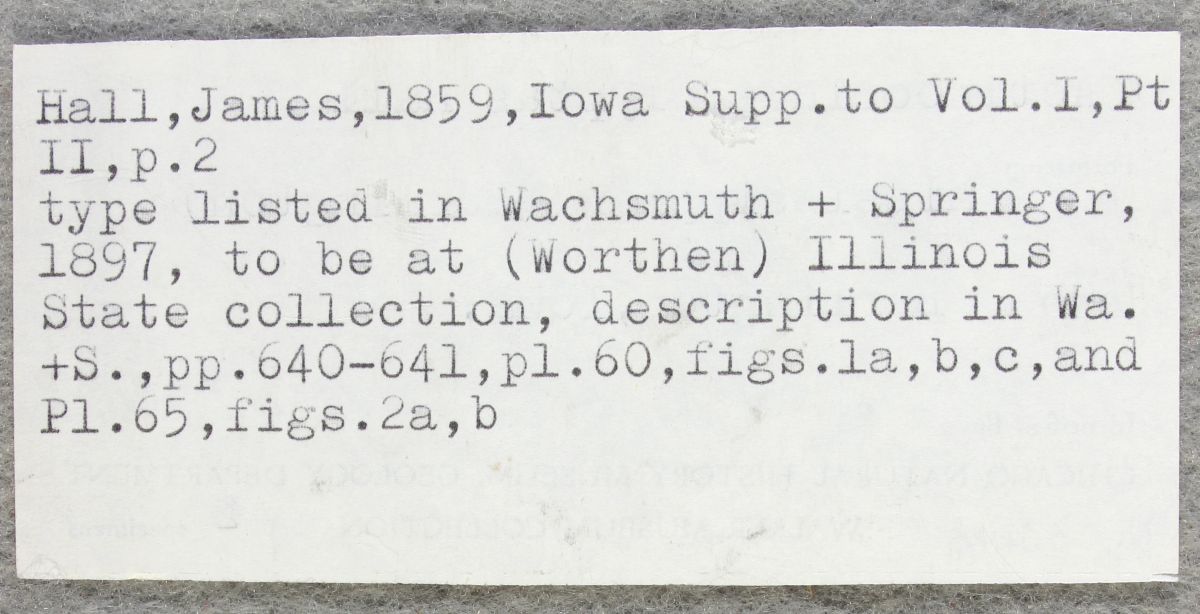 Hall,James,1859,Iowa Supp.to Vol.I,Pt
II,p.2
type listed in Wachsmuth + Springer,
1897, to be at (Worthen) Illinois
State collection, description in Wa.
+S.,pp.640-641,pl.60,figs.1a,b,c,and
Pl.65,figs.2a,b